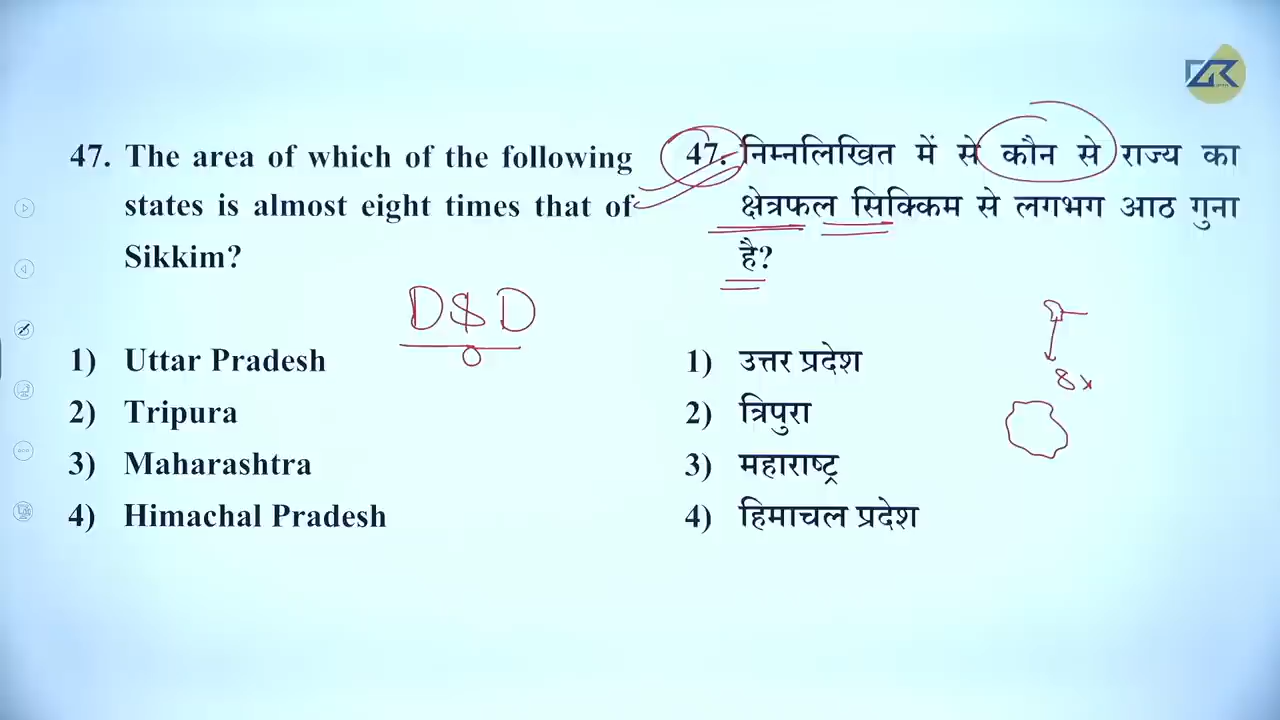 47. The area of which of the following
states is almost eight times that of
Sikkim?
D$D
0
1) Uttar Pradesh
2) Tripura
3) Maharashtra
4) Himachal Pradesh
47. निम्नलिखित में से कौन से राज्य का
क्षेत्रफल सिक्किम से लगभग आठ गुना
है?
8x
1) उत्तर प्रदेश
2) त्रिपुरा
3) महाराष्ट्र
4) हिमाचल प्रदेश